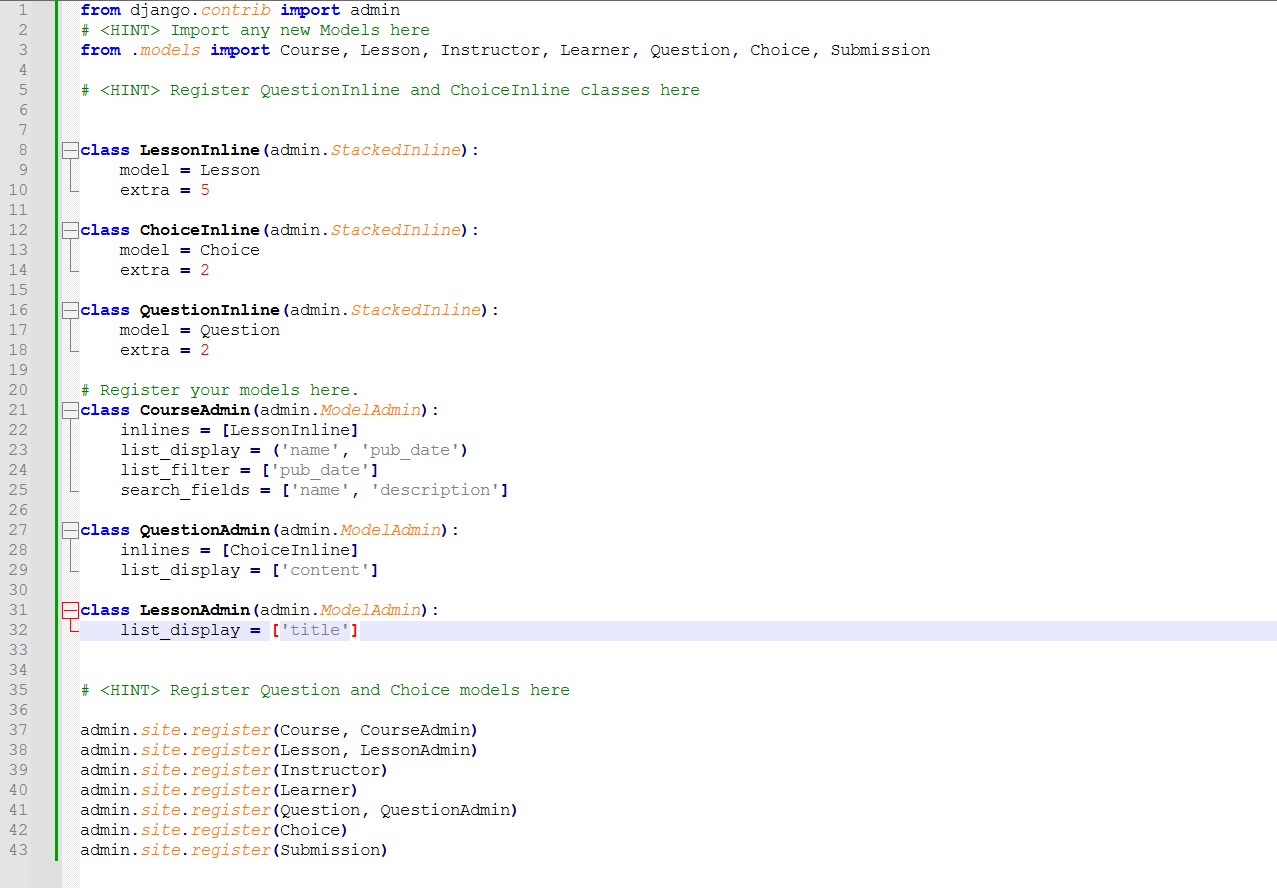 1 from django.contrib import admin
2 # <HINT> Import any new Models here
3 from .models import Course, Lesson, Instructor, Learner, Question, Choice, Submission
4
5 # <HINT> Register QuestionInline and ChoiceInline classes here
6
7
8 class LessonInline(admin.StackedInline):
9     model = Lesson
10     extra = 5
11
12 class ChoiceInline(admin.StackedInline):
13     model = Choice
14     extra = 2
15
16 class QuestionInline(admin.StackedInline):
17     model = Question
18     extra = 2
19
20 # Register your models here.
21 class CourseAdmin(admin.ModelAdmin):
22     inlines = [LessonInline]
23     list_display = ('name', 'pub_date')
24     list_filter = ['pub_date']
25     search_fields = ['name', 'description']
26
27 class QuestionAdmin(admin.ModelAdmin):
28     inlines = [ChoiceInline]
29     list_display = ['content']
30
31 class LessonAdmin(admin.ModelAdmin):
32     list_display = ['title']
33
34
35 # <HINT> Register Question and Choice models here
36
37 admin.site.register(Course, CourseAdmin)
38 admin.site.register(Lesson, LessonAdmin)
39 admin.site.register(Instructor)
40 admin.site.register(Learner)
41 admin.site.register(Question, QuestionAdmin)
42 admin.site.register(Choice)
43 admin.site.register(Submission)